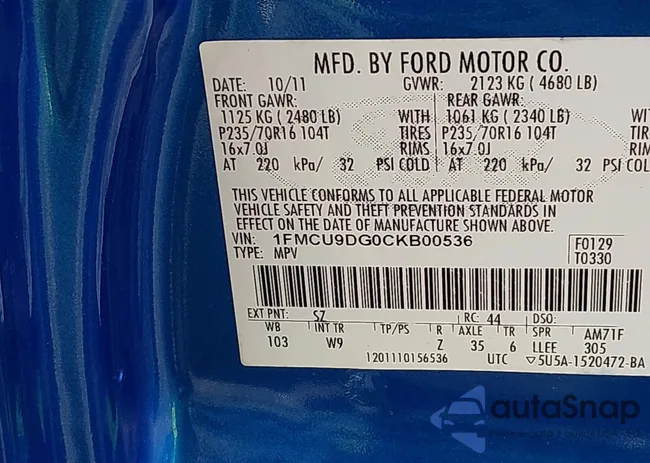 MFD. BY FORD MOTOR CO.
DATE: 10/11 GVWR: 2123 KG ( 4680 LB)
FRONT GAWR: REAR GAWR:
1125 KG ( 2480 LB) WITH 1061 KG ( 2340 LB) WIT
P235/70R16 104T TIRES P235/70R16 104T TIR
16x7.0J RIMS 16x7.0J RIM
AT 220 kPa/ 32 PSI COLD AT 220 kPa/ 32 PSI COL
THIS VEHICLE CONFORMS TO ALL APPLICABLE FEDERAL MOTOR
VEHICLE SAFETY AND THEFT PREVENTION STANDARDS IN
EFFECT ON THE DATE OF MANUFACTURE SHOWN ABOVE.
VIN: 1FMCU9DG0CKB00536 F0129
TYPE: MPV T0330
EXT PNT: SZ RC: 44 DSO:
WB INT TR TP/PS R AXLE TR SPR AM71F
103 W9 Z 35 6 LLEE 305
1201110156536 UTC ▽5U5A-1520472-BA
autaSnap